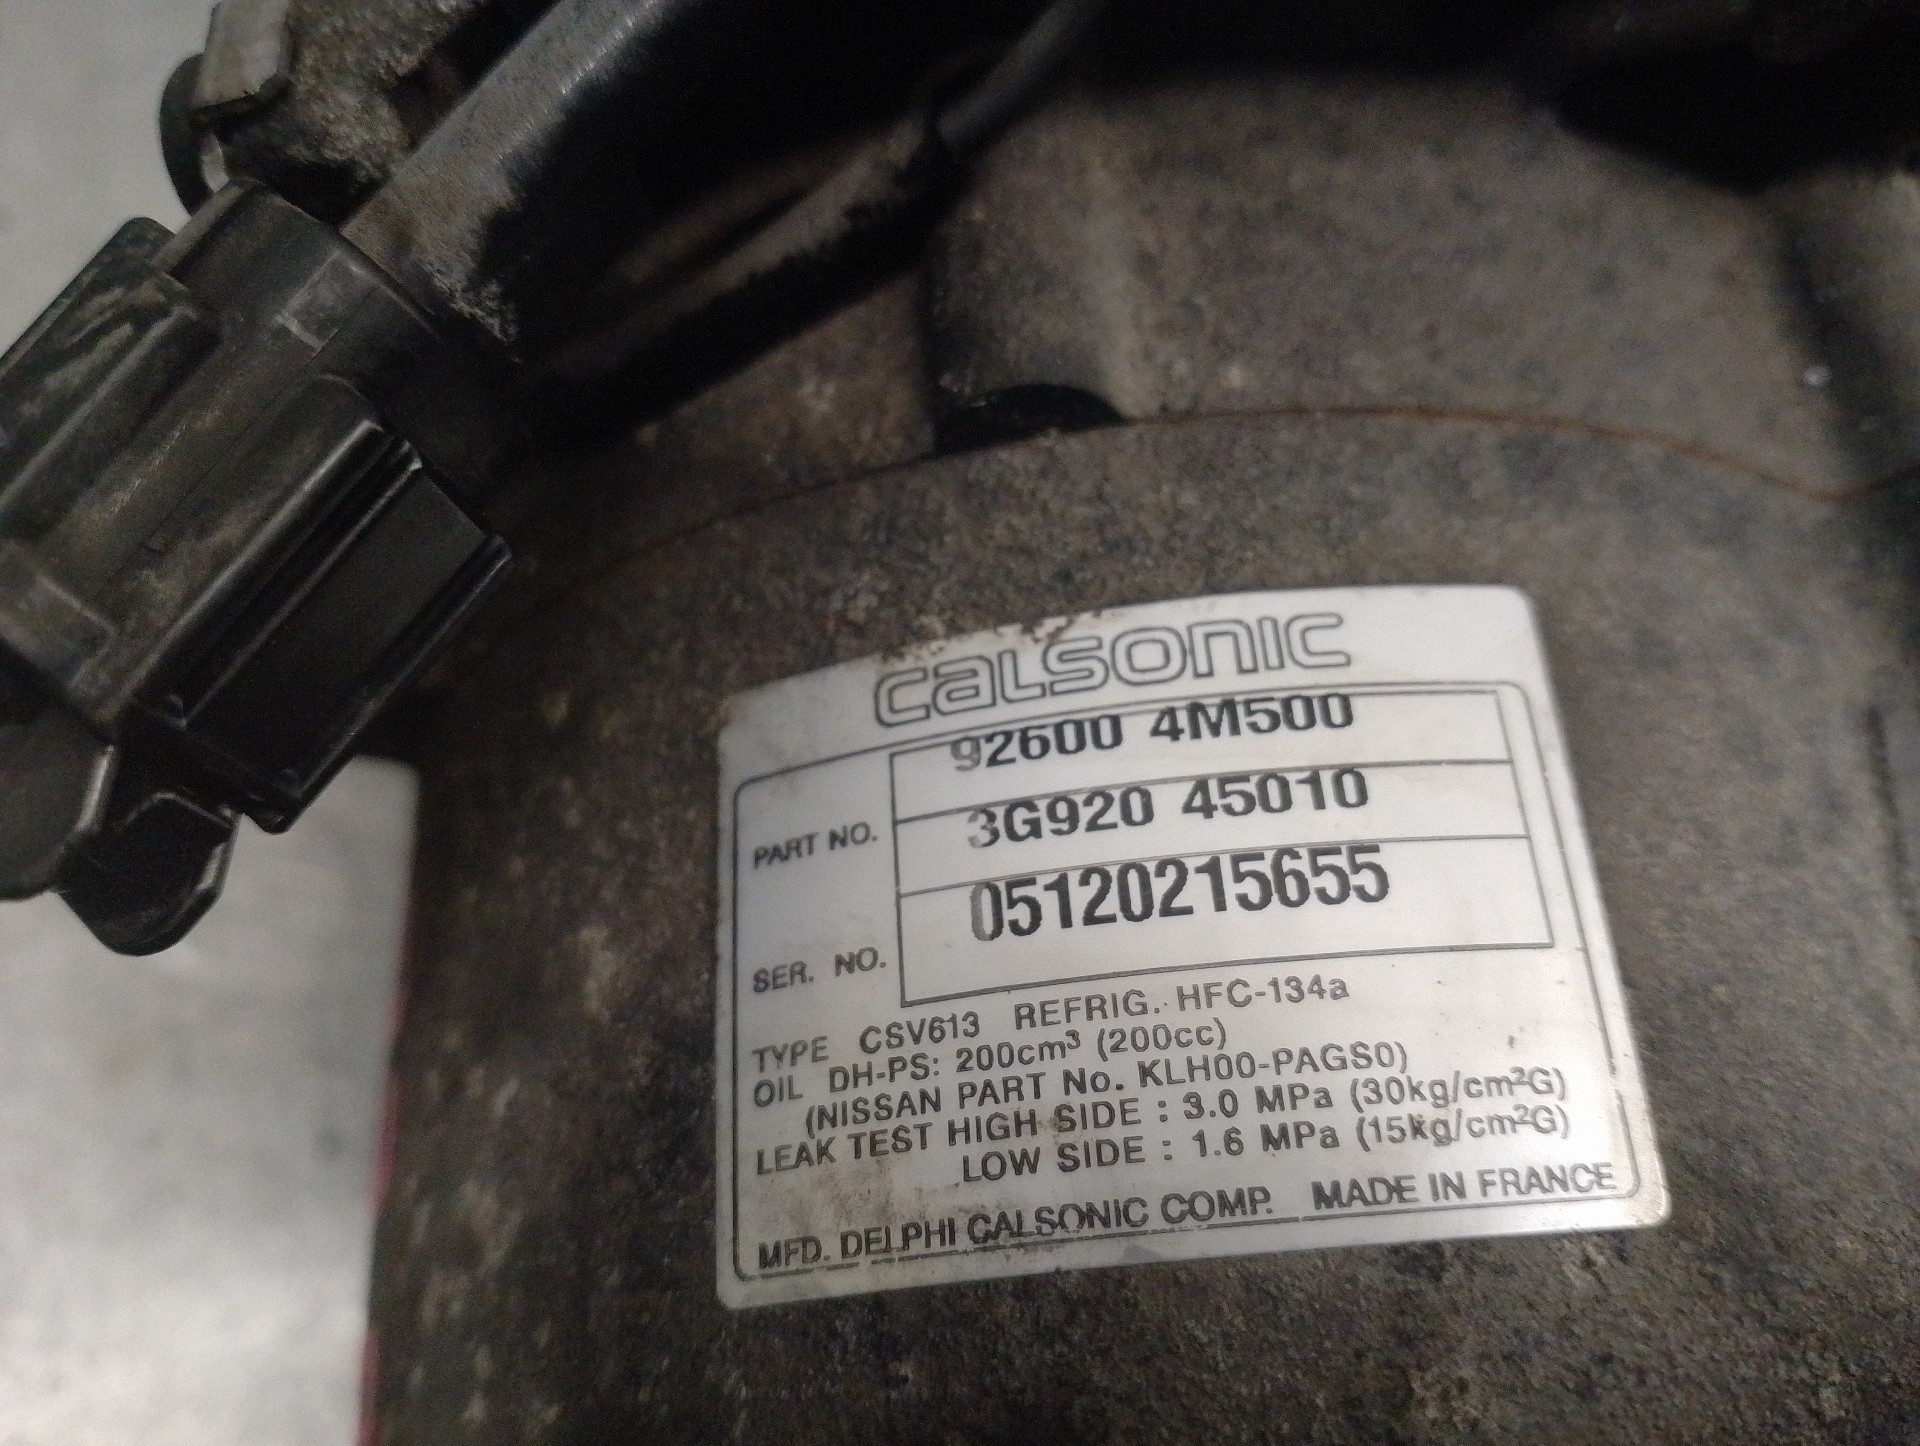 CALSONIC
PART NO. 92600 4M500
3G920 45010
SER. NO. 05120215655
TYPE CSV613 REFRIG. HFC-134a
OIL DH-PS: 200cm³ (200cc)
(NISSAN PART No. KLH00-PAGS0)
LEAK TEST HIGH SIDE : 3.0 MPa (30kg/cm²G)
LOW SIDE : 1.6 MPa (15kg/cm²G)
MFD. DELPHI CALSONIC COMP. MADE IN FRANCE